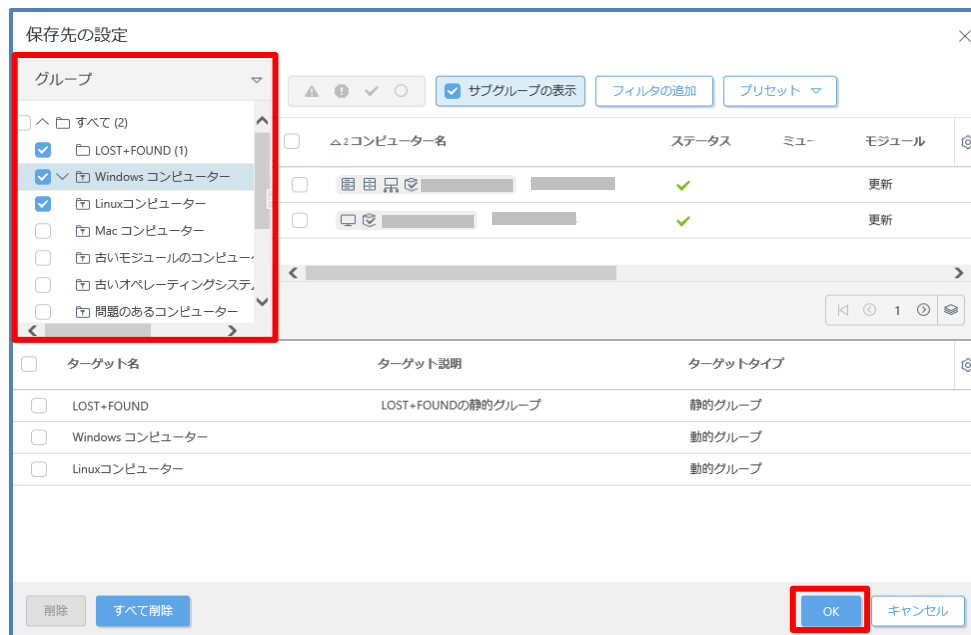 保存先の設定
グループ
サブグループの表示 フィルタの追加 プリセット
すべて (2)
LOST+FOUND (1)
Windows コンピューター
Linuxコンピューター
Mac コンピューター
古いモジュールのコンピュー
古いオペレーティングシステ
問題のあるコンピューター
2コンピューター名 ステータス ミュー モジュール
更新
更新
1
ターゲット名 ターゲット説明 ターゲットタイプ
LOST+FOUND LOST+FOUNDの静的グループ 静的グループ
Windows コンピューター 動的グループ
Linuxコンピューター 動的グループ
削除 すべて削除 OK キャンセル